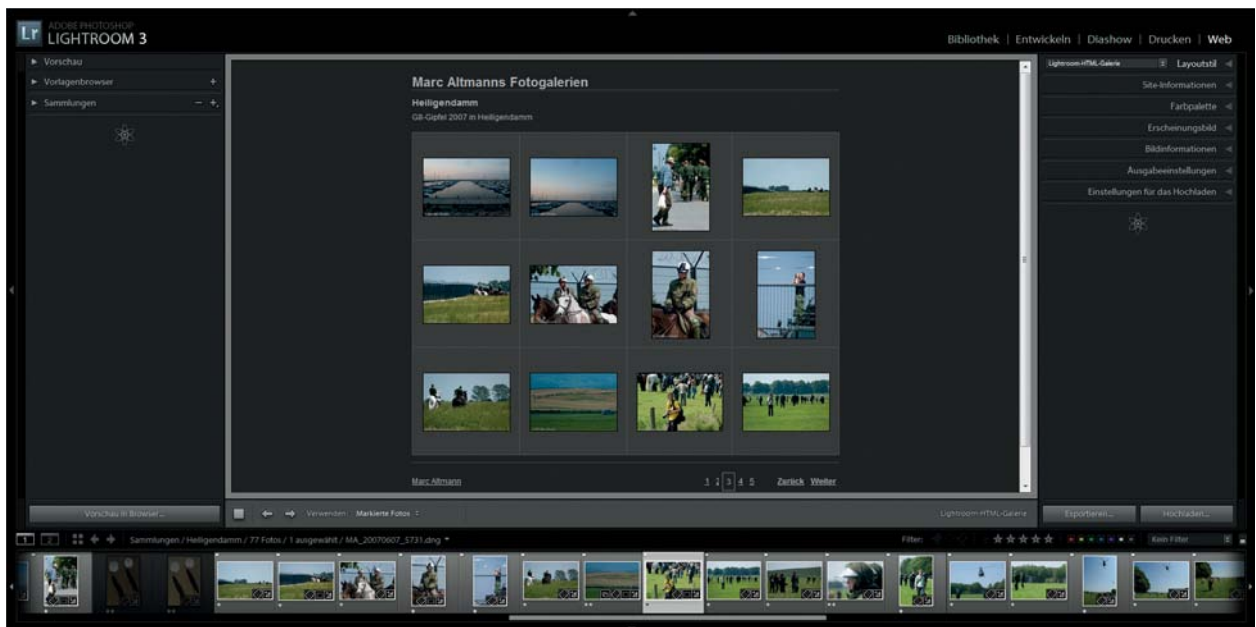 Lr ADOBE PHOTOSHOP
LIGHTROOM 3
Bibliothek | Entwickeln | Diashow | Drucken | Web
Vorschau
Vorlagenbrowser +
Sammlungen − +
Marc Altmanns Fotogalerien
Heiligendamm
G8-Gipfel 2007 in Heiligendamm
Marc Altmann
1 2 3 4 5 Zurück Weiter
Lightroom-HTML-Galerie Layoutstil
Site-Informationen
Farbpalette
Erscheinungsbild
Bildinformationen
Ausgabeeinstellungen
Einstellungen für das Hochladen
Vorschau in Browser...
Verwenden: Markierte Fotos
Lightroom-HTML-Galerie
Exportieren...
Hochladen...
1 2 Sammlungen / Heiligendamm / 77 Fotos / 1 ausgewählt / MA_20070607_5731.dng
Filter: Kein Filter